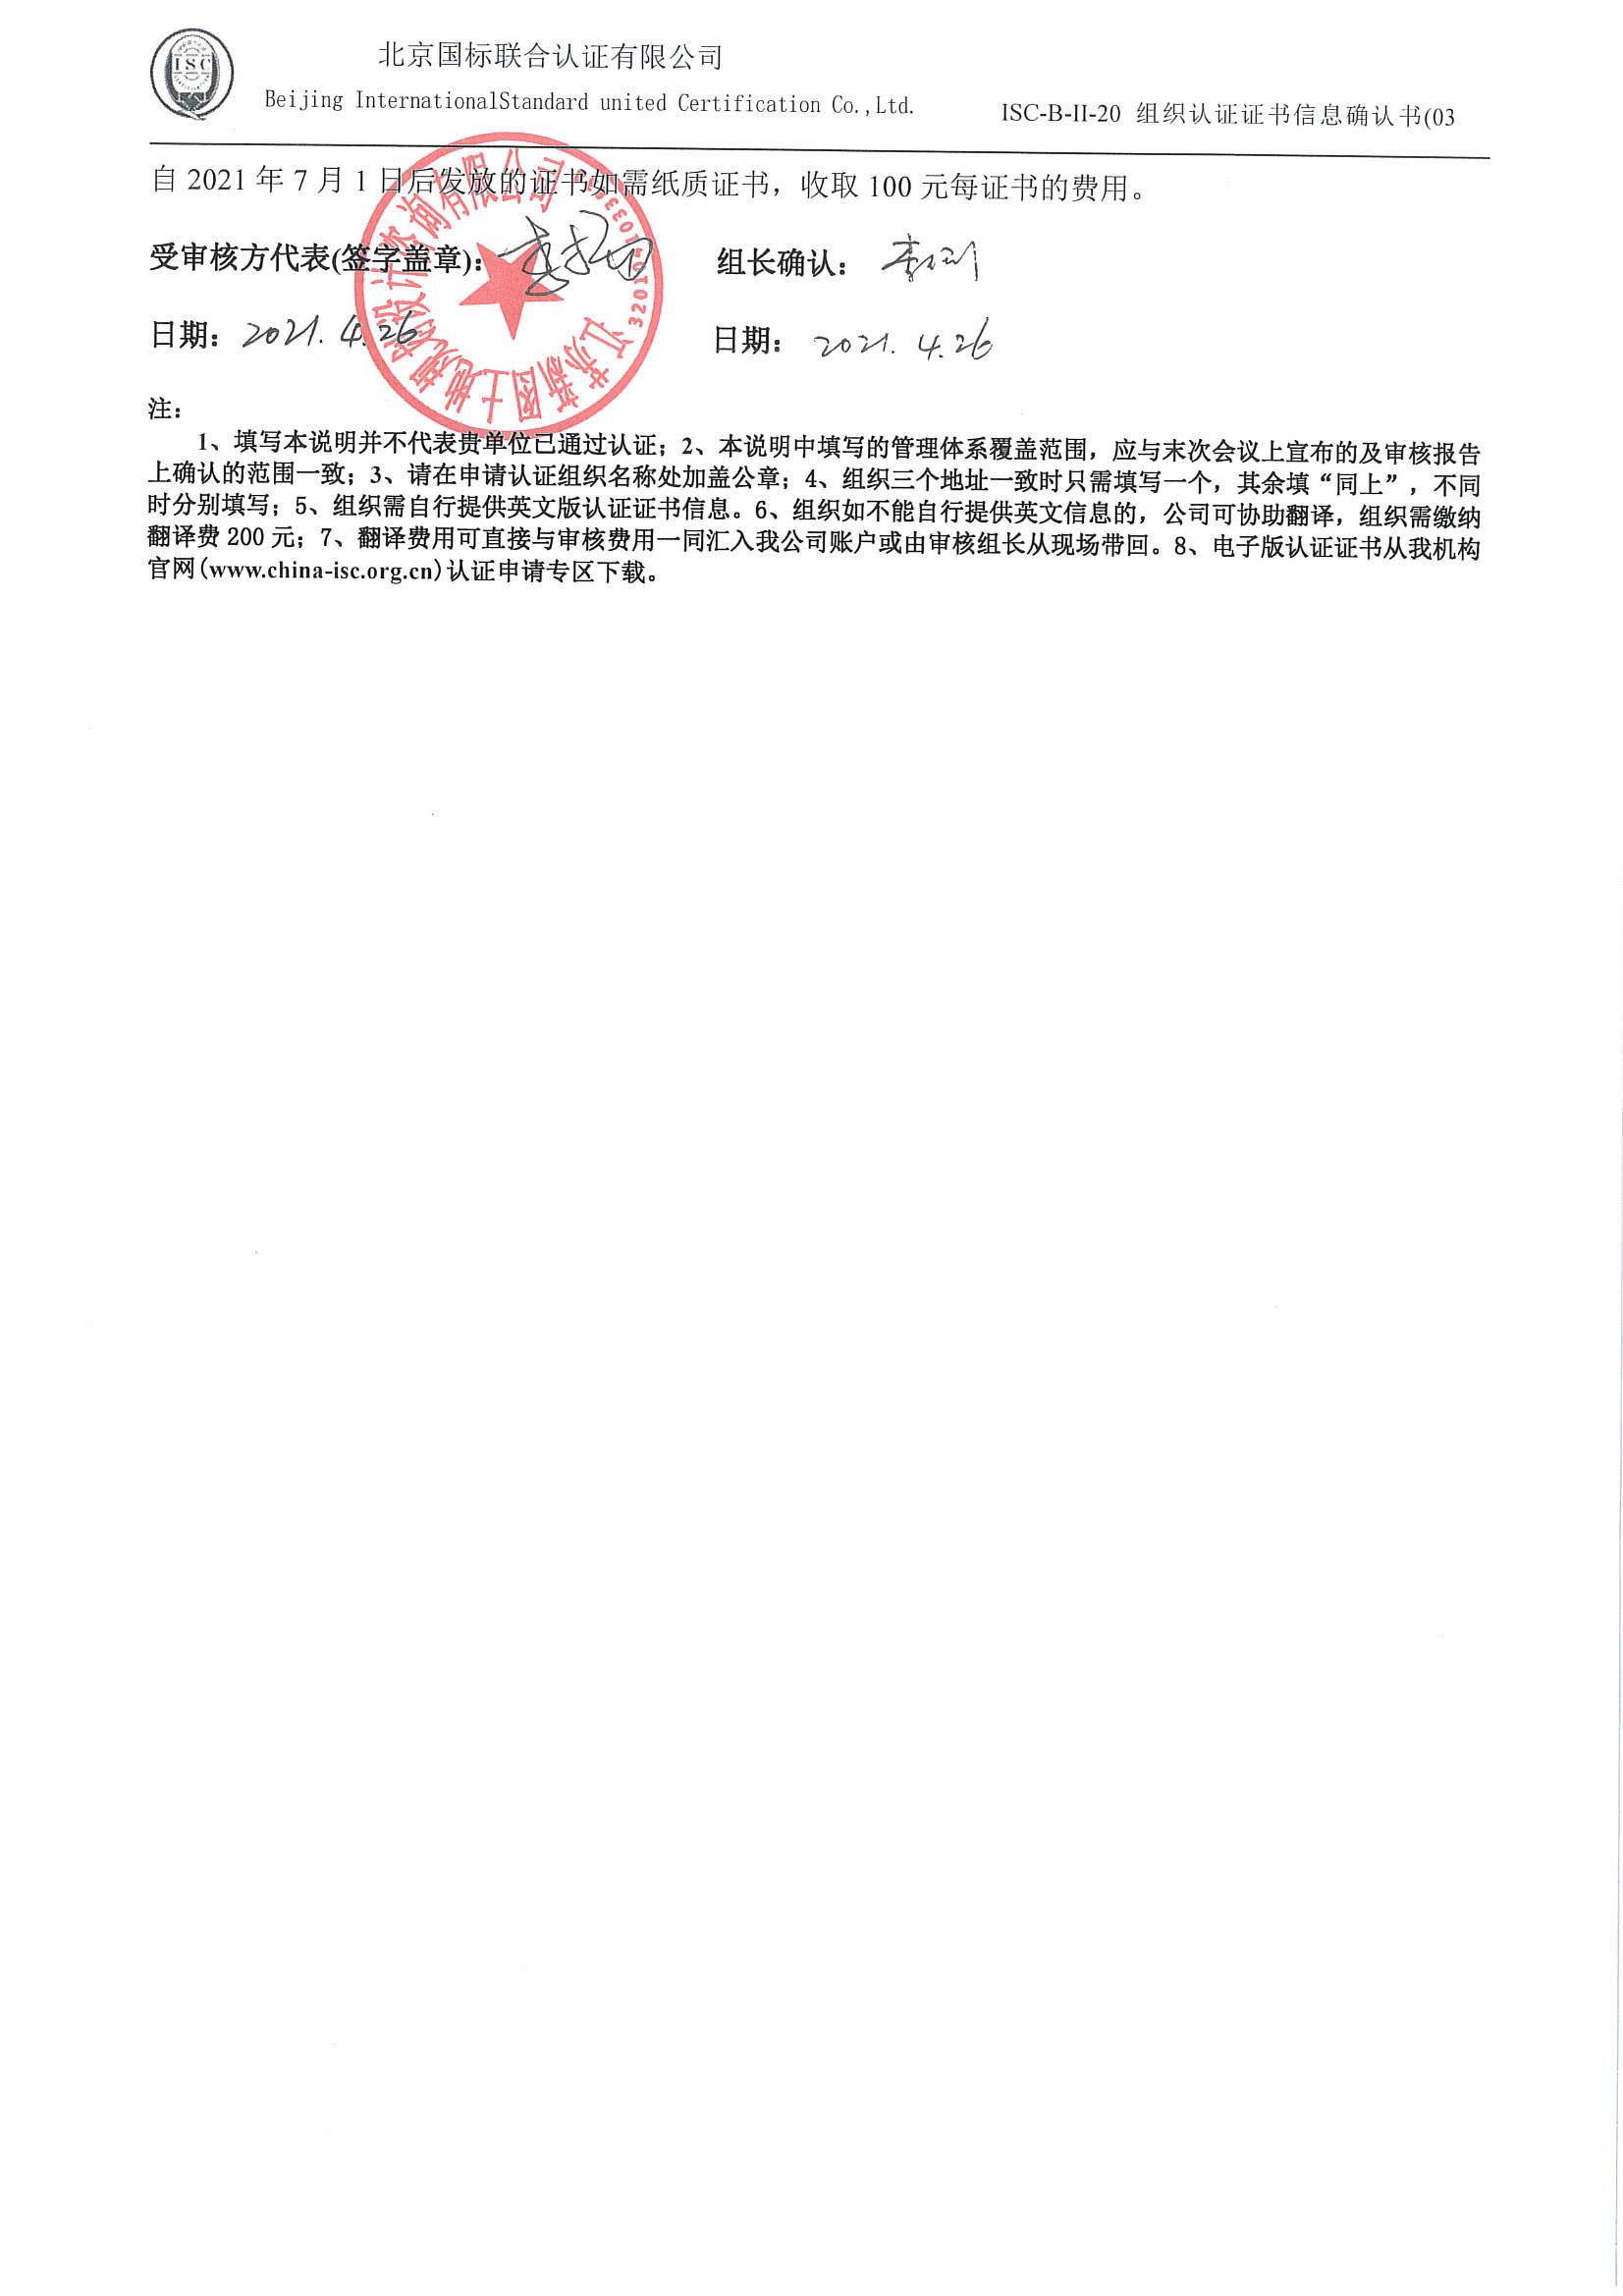 ISC
北京国标联合认证有限公司
Beijing InternationalStandard united Certification Co.,Ltd.
ISC-B-II-20 组织认证证书信息确认书(03
自 2021 年 7 月 1 日后发放的证书如需纸质证书，收取 100 元每证书的费用。
受审核方代表(签字盖章)：
组长确认：
日期：2021.4.26
日期：2021.4.26
注：
1、填写本说明并不代表贵单位已通过认证；2、本说明中填写的管理体系覆盖范围，应与末次会议上宣布的及审核报告
上确认的范围一致；3、请在申请认证组织名称处加盖公章；4、组织三个地址一致时只需填写一个，其余填“同上”，不同
时分别填写；5、组织需自行提供英文版认证证书信息。6、组织如不能自行提供英文信息的，公司可协助翻译，组织需缴纳
翻译费 200 元；7、翻译费用可直接与审核费用一同汇入我公司账户或由审核组长从现场带回。8、电子版认证证书从我机构
官网(www.china-isc.org.cn)认证申请专区下载。